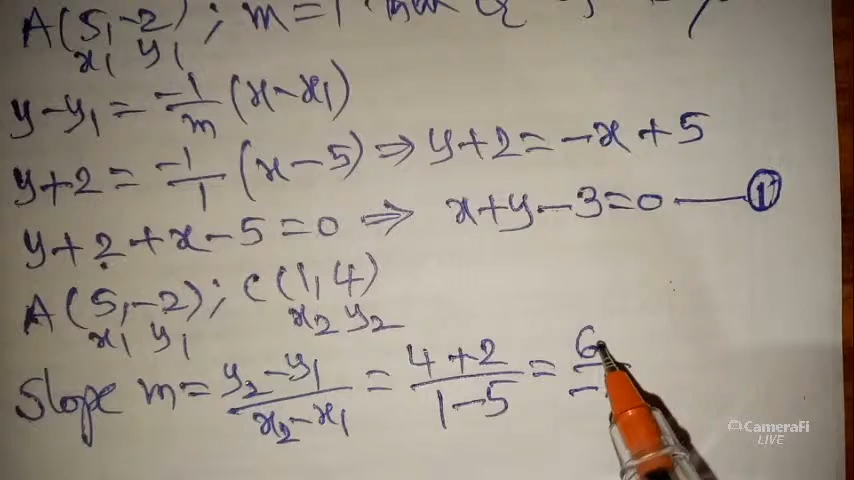 A(5,-2); m=1
x₁ y₁
y-y₁ = -1/m (x-x₁)
y+2 = -1/1 (x-5) ⇒ y+2 = -x+5
y+2+x-5=0 ⇒ x+y-3=0 — ①
A(5,-2); C(1,4)
x₁ y₁ x₂ y₂
Slope m = y₂-y₁/x₂-x₁ = 4+2/1-5 = 6/-
CameraFi
LIVE